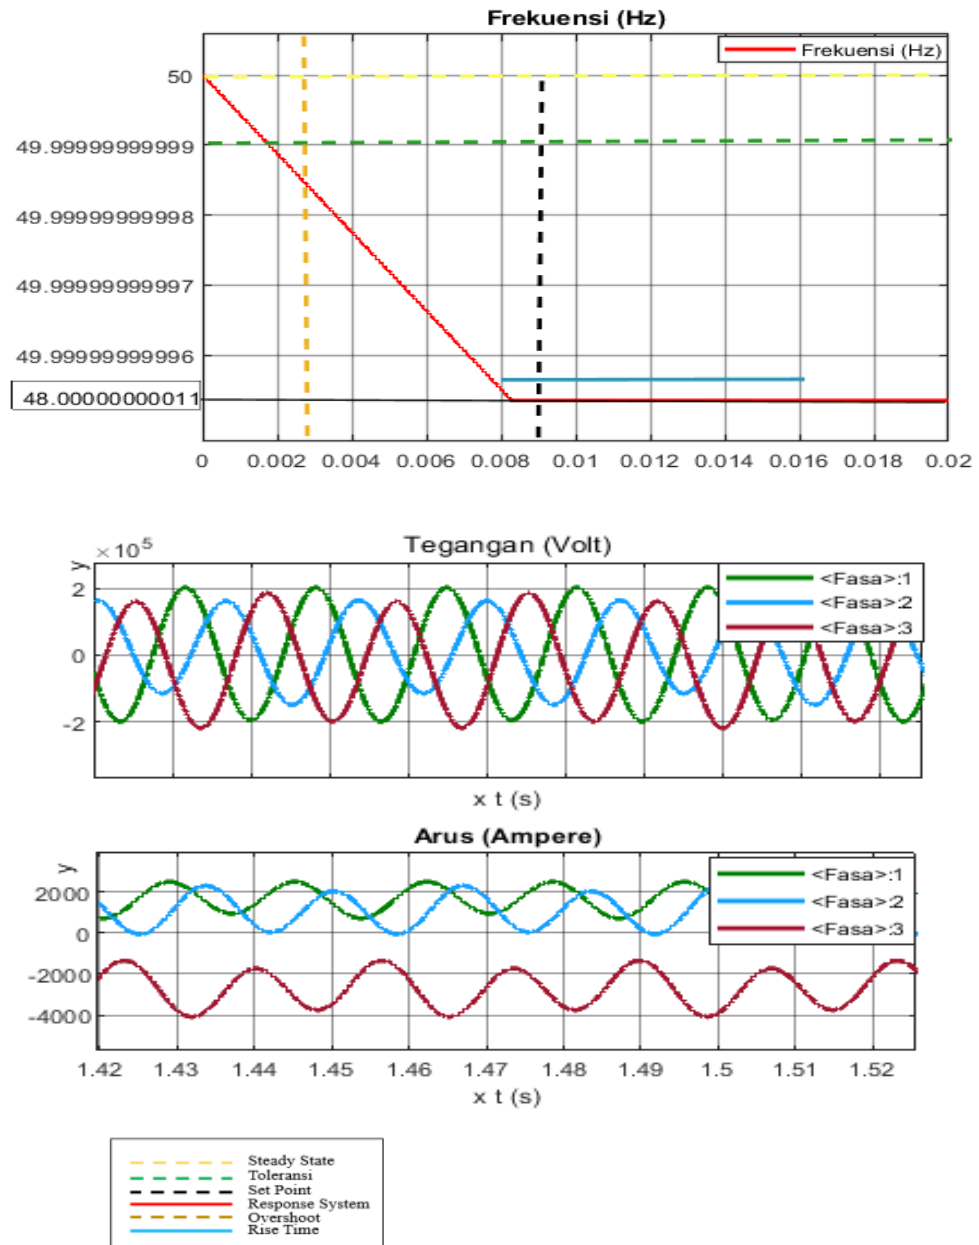 Frekuensi (Hz)
Frekuensi (Hz)
50
49.99999999999
49.99999999998
49.99999999997
49.99999999996
48.00000000011
0 0.002 0.004 0.006 0.008 0.01 0.012 0.014 0.016 0.018 0.02
Tegangan (Volt)
×10^5
y
<Fasa>:1
<Fasa>:2
<Fasa>:3
2
0
-2
x t (s)
Arus (Ampere)
y
<Fasa>:1
<Fasa>:2
<Fasa>:3
2000
0
-2000
-4000
1.42 1.43 1.44 1.45 1.46 1.47 1.48 1.49 1.5 1.51 1.52
x t (s)
Steady State
Toleransi
Set Point
Response System
Overshoot
Rise Time